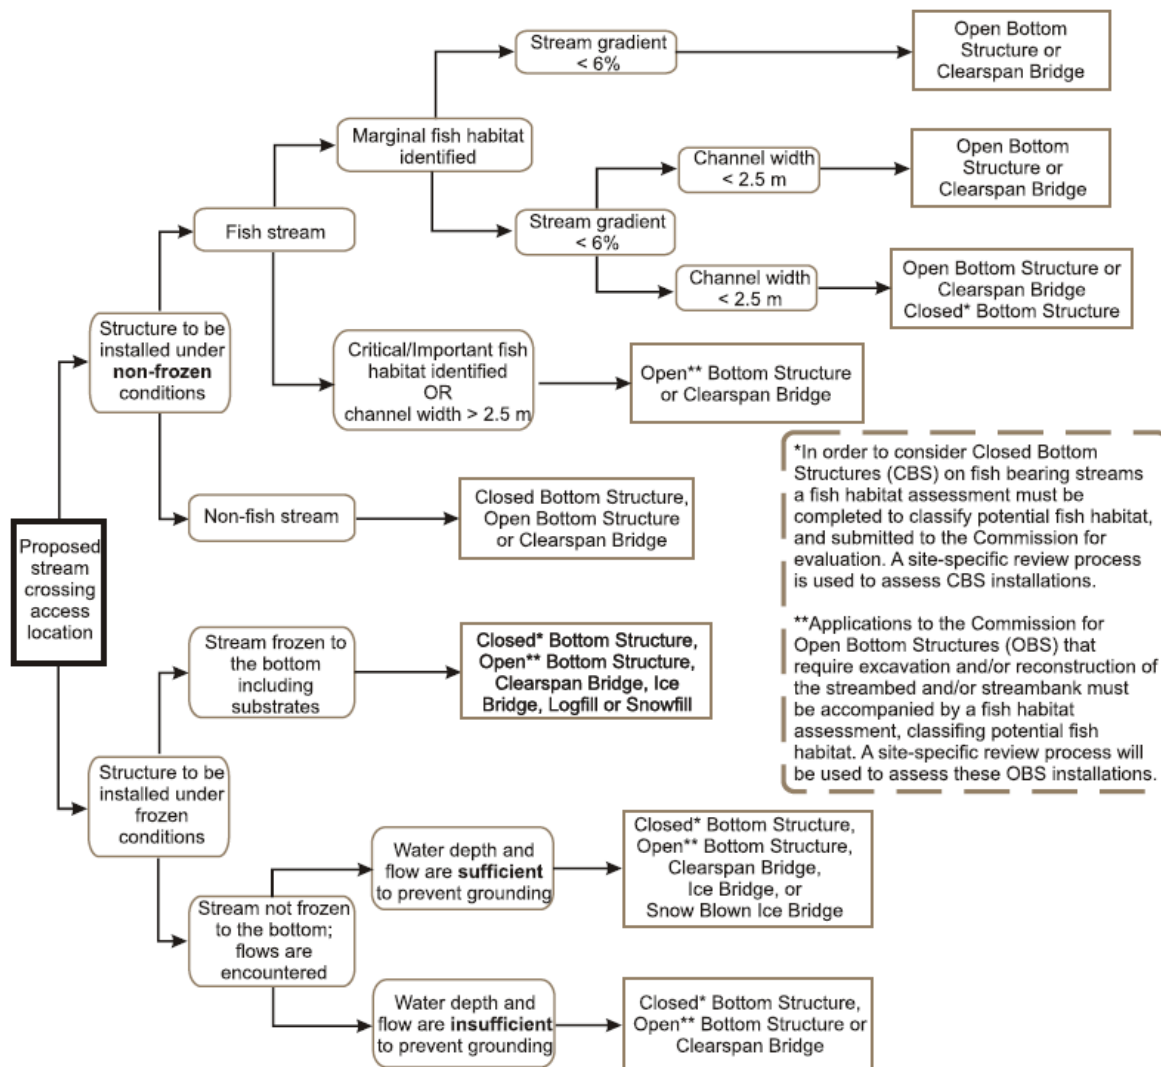 Stream gradient
< 6%
Open Bottom
Structure or
Clearspan Bridge
Marginal fish habitat
identified
Channel width
< 2.5 m
Open Bottom
Structure or
Clearspan Bridge
Fish stream
Stream gradient
< 6%
Channel width
< 2.5 m
Open Bottom Structure or
Clearspan Bridge
Closed* Bottom Structure
Structure to be
installed under
non-frozen
conditions
Critical/Important fish
habitat identified
OR
channel width > 2.5 m
Open** Bottom Structure
or Clearspan Bridge
Non-fish stream
Closed Bottom Structure,
Open Bottom Structure
or Clearspan Bridge
*In order to consider Closed Bottom
Structures (CBS) on fish bearing streams
a fish habitat assessment must be
completed to classify potential fish habitat,
and submitted to the Commission for
evaluation. A site-specific review process
is used to assess CBS installations.
**Applications to the Commission for
Open Bottom Structures (OBS) that
require excavation and/or reconstruction of
the streambed and/or streambank must
be accompanied by a fish habitat
assessment, classifing potential fish
habitat. A site-specific review process will
be used to assess these OBS installations.
Proposed
stream
crossing
access
location
Stream frozen to
the bottom
including
substrates
Closed* Bottom Structure,
Open** Bottom Structure,
Clearspan Bridge, Ice
Bridge, Logfill or Snowfill
Structure to be
installed under
frozen
conditions
Water depth and
flow are sufficient
to prevent grounding
Closed* Bottom Structure,
Open** Bottom Structure,
Clearspan Bridge,
Ice Bridge, or
Snow Blown Ice Bridge
Stream not frozen
to the bottom;
flows are
encountered
Water depth and
flow are insufficient
to prevent grounding
Closed* Bottom Structure,
Open** Bottom Structure or
Clearspan Bridge